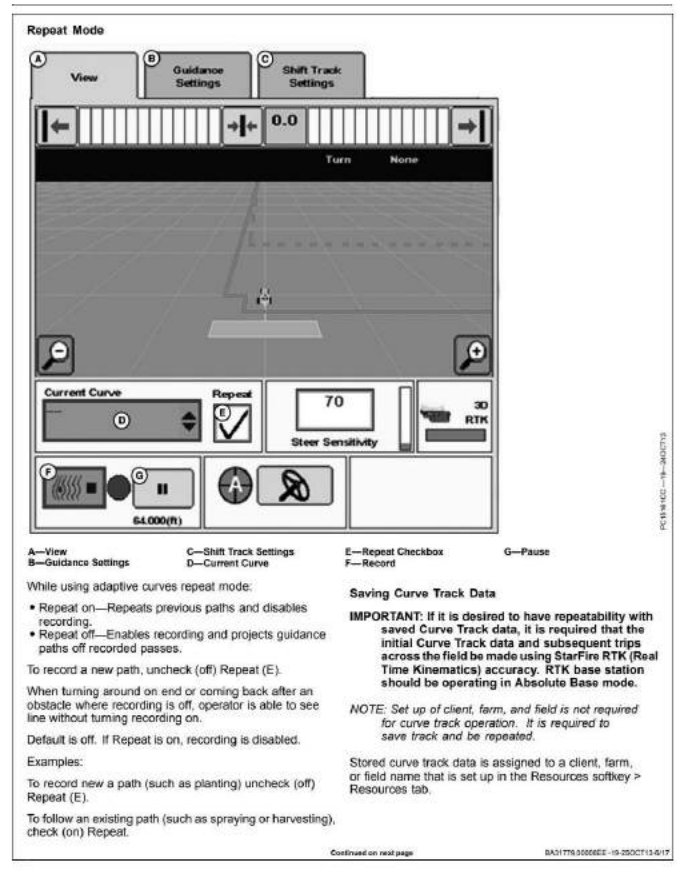 Repeat Mode
A
View
B
Guidance
Settings
C
Shift Track
Settings
0.0
Turn None
Current Curve
Repeat
D
E
70
Steer Sensitivity
3D
RTK
F
G
64.000(ft)
A
A—View
B—Guidance Settings
C—Shift Track Settings
D—Current Curve
E—Repeat Checkbox
F—Record
G—Pause
While using adaptive curves repeat mode:
• Repeat on—Repeats previous paths and disables
recording.
• Repeat off—Enables recording and projects guidance
paths off recorded passes.
To record a new path, uncheck (off) Repeat (E).
When turning around on end or coming back after an
obstacle where recording is off, operator is able to see
line without turning recording on.
Default is off. If Repeat is on, recording is disabled.
Examples:
To record new a path (such as planting) uncheck (off)
Repeat (E).
To follow an existing path (such as spraying or harvesting),
check (on) Repeat.
Saving Curve Track Data
IMPORTANT: If it is desired to have repeatability with
saved Curve Track data, it is required that the
initial Curve Track data and subsequent trips
across the field be made using StarFire RTK (Real
Time Kinematics) accuracy. RTK base station
should be operating in Absolute Base mode.
NOTE: Set up of client, farm, and field is not required
for curve track operation. It is required to
save track and be repeated.
Stored curve track data is assigned to a client, farm,
or field name that is set up in the Resources softkey >
Resources tab.
Continued on next page